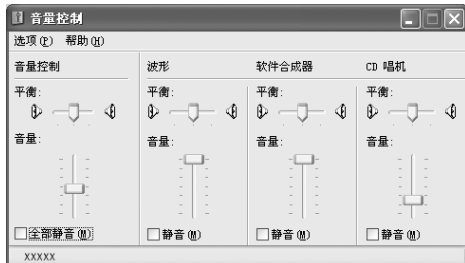 音量控制
选项(P) 帮助(H)
音量控制 波形 软件合成器 CD 唱机
平衡: 平衡: 平衡: 平衡:
音量: 音量: 音量: 音量:
全部静音(M) 静音(M) 静音(M) 静音(M)
XXXXX